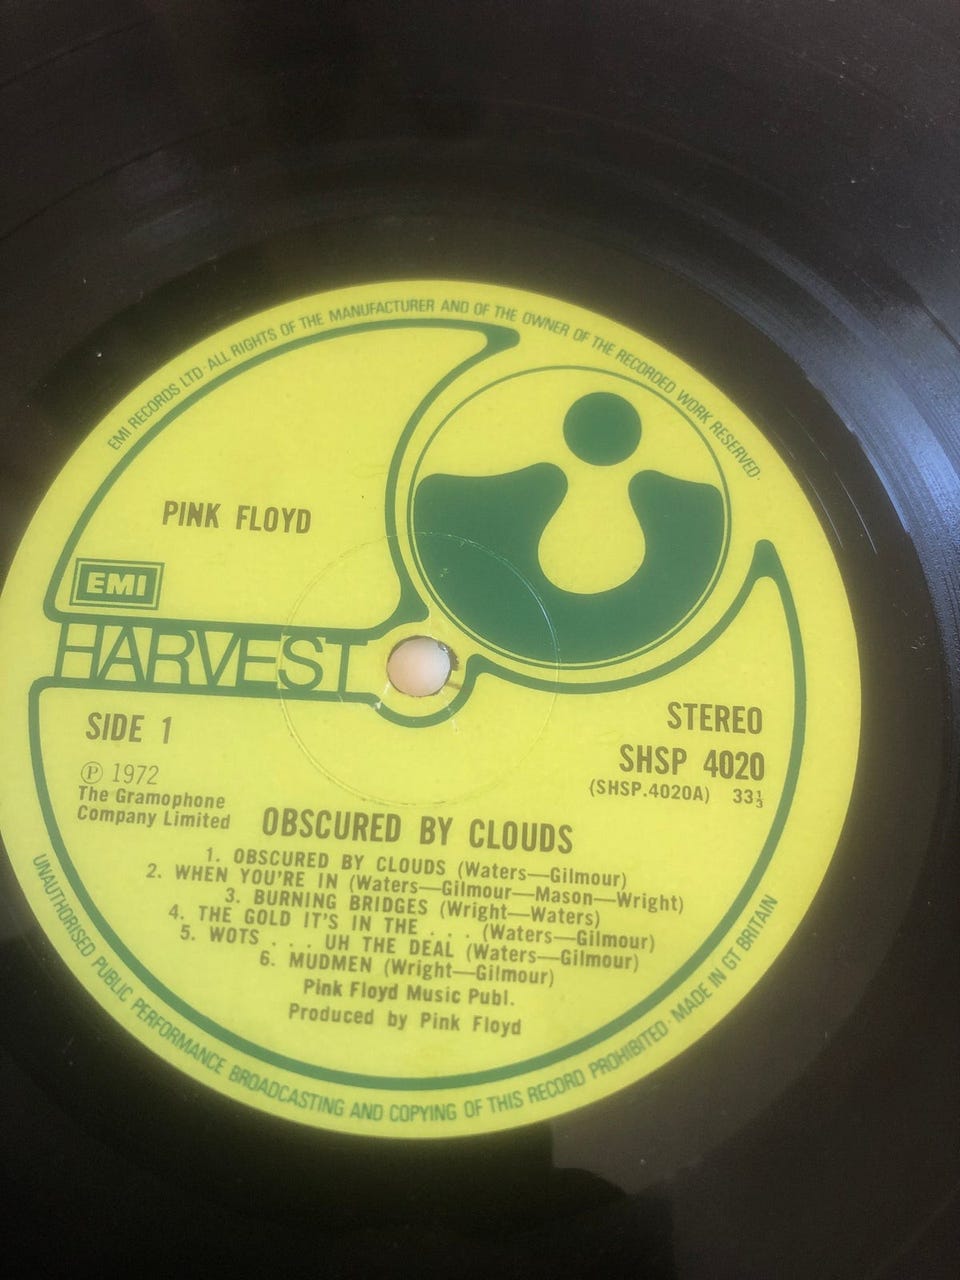 EMI RECORDS LTD·ALL RIGHTS OF THE MANUFACTURER AND OF THE OWNER OF THE RECORDED WORK RESERVED·
PINK FLOYD
EMI
HARVEST
SIDE 1
℗ 1972
The Gramophone
Company Limited
STEREO
SHSP 4020
(SHSP.4020A) 33⅓
OBSCURED BY CLOUDS
1. OBSCURED BY CLOUDS (Waters—Gilmour)
2. WHEN YOU'RE IN (Waters—Gilmour—Mason—Wright)
3. BURNING BRIDGES (Wright—Waters)
4. THE GOLD IT'S IN THE . . . (Waters—Gilmour)
5. WOTS . . . UH THE DEAL (Waters—Gilmour)
6. MUDMEN (Wright—Gilmour)
Pink Floyd Music Publ.
Produced by Pink Floyd
UNAUTHORISED PUBLIC PERFORMANCE BROADCASTING AND COPYING OF THIS RECORD PROHIBITED·MADE IN GT BRITAIN